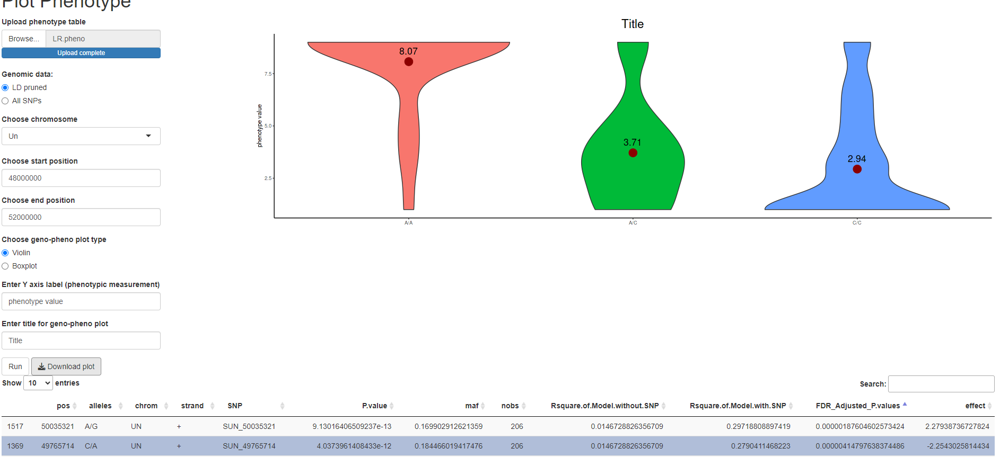 Plot Phenotype
Upload phenotype table
Browse... LR.pheno
Upload complete
Genomic data:
LD pruned
All SNPs
Choose chromosome
Un
Choose start position
48000000
Choose end position
52000000
Choose geno-pheno plot type
Violin
Boxplot
Enter Y axis label (phenotypic measurement)
phenotype value
Enter title for geno-pheno plot
Title
Run Download plot
Title
phenotype value
7.5
5.0
2.5
8.07
3.71
2.94
A/A A/C C/C
Show 10 entries
Search:
pos alleles chrom strand SNP P.value maf nobs Rsquare.of.Model.without.SNP Rsquare.of.Model.with.SNP FDR_Adjusted_P.values effect
1517 50035321 A/G UN + SUN_50035321 9.13016406509237e-13 0.169902912621359 206 0.0146728826356709 0.29718808897419 0.00000187604602573424 2.27938736727824
1369 49765714 C/A UN + SUN_49765714 4.0373961408433e-12 0.184466019417476 206 0.0146728826356709 0.2790411468223 0.00000414797638374486 -2.2543025814434